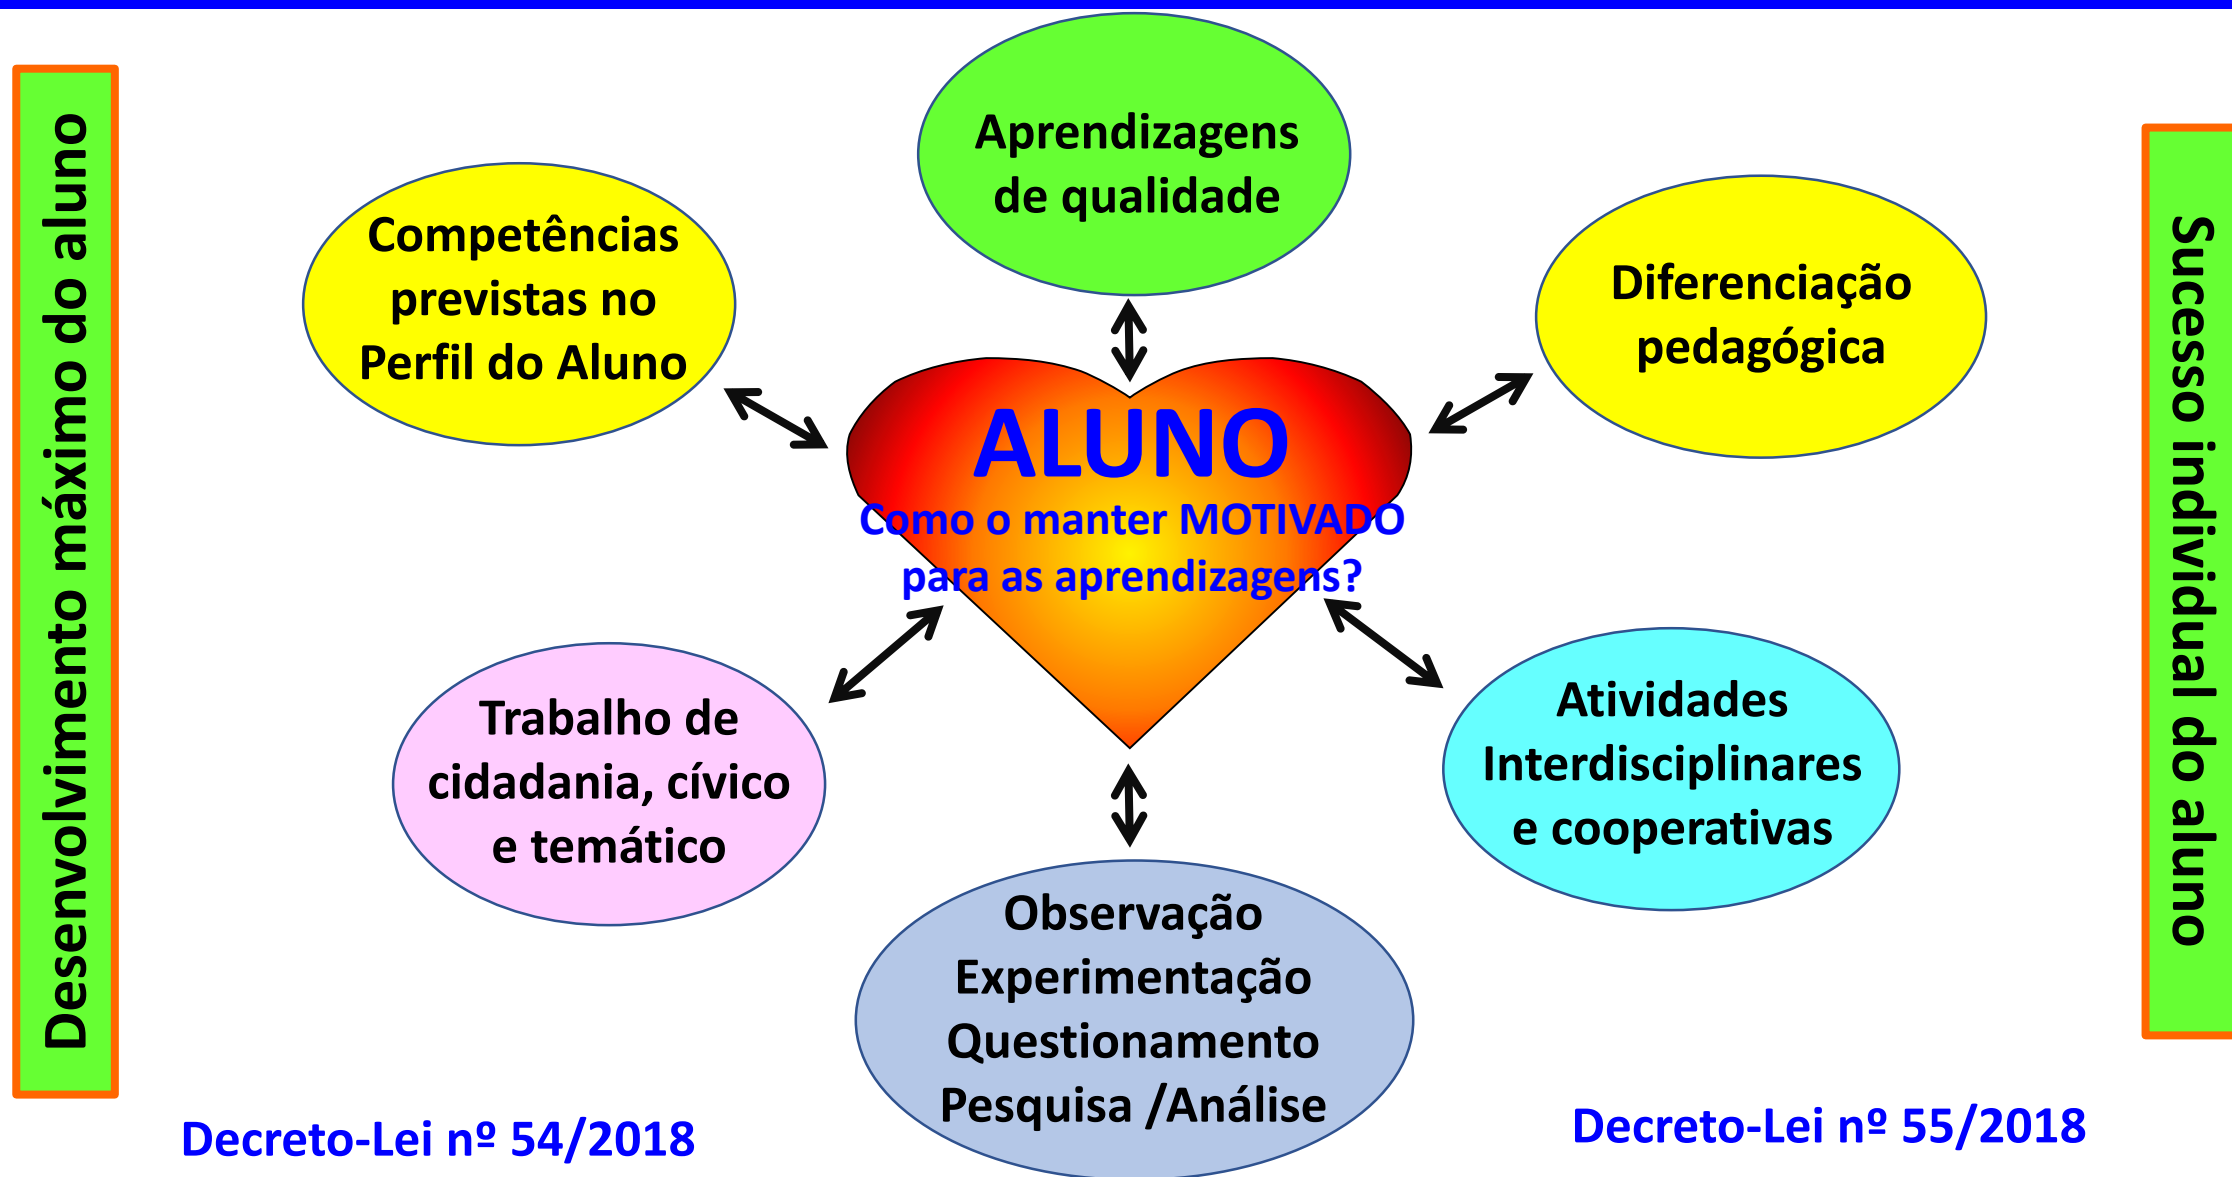 Desenvolvimento máximo do aluno
Aprendizagens
de qualidade
Competências
previstas no
Perfil do Aluno
Diferenciação
pedagógica
ALUNO
Como o manter MOTIVADO
para as aprendizagens?
Trabalho de
cidadania, cívico
e temático
Atividades
Interdisciplinares
e cooperativas
Observação
Experimentação
Questionamento
Pesquisa /Análise
Sucesso individual do aluno
Decreto-Lei nº 54/2018
Decreto-Lei nº 55/2018